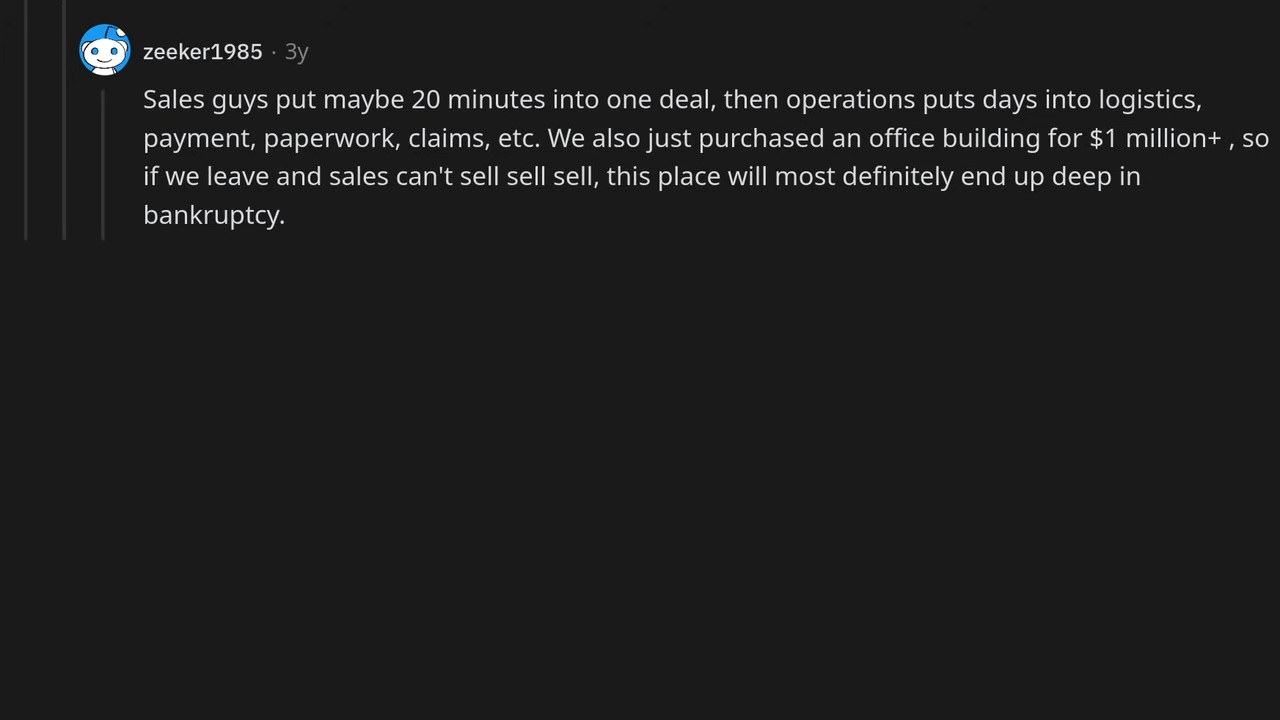 zeeker1985 · 3y
Sales guys put maybe 20 minutes into one deal, then operations puts days into logistics,
payment, paperwork, claims, etc. We also just purchased an office building for $1 million+ , so
if we leave and sales can't sell sell sell, this place will most definitely end up deep in
bankruptcy.